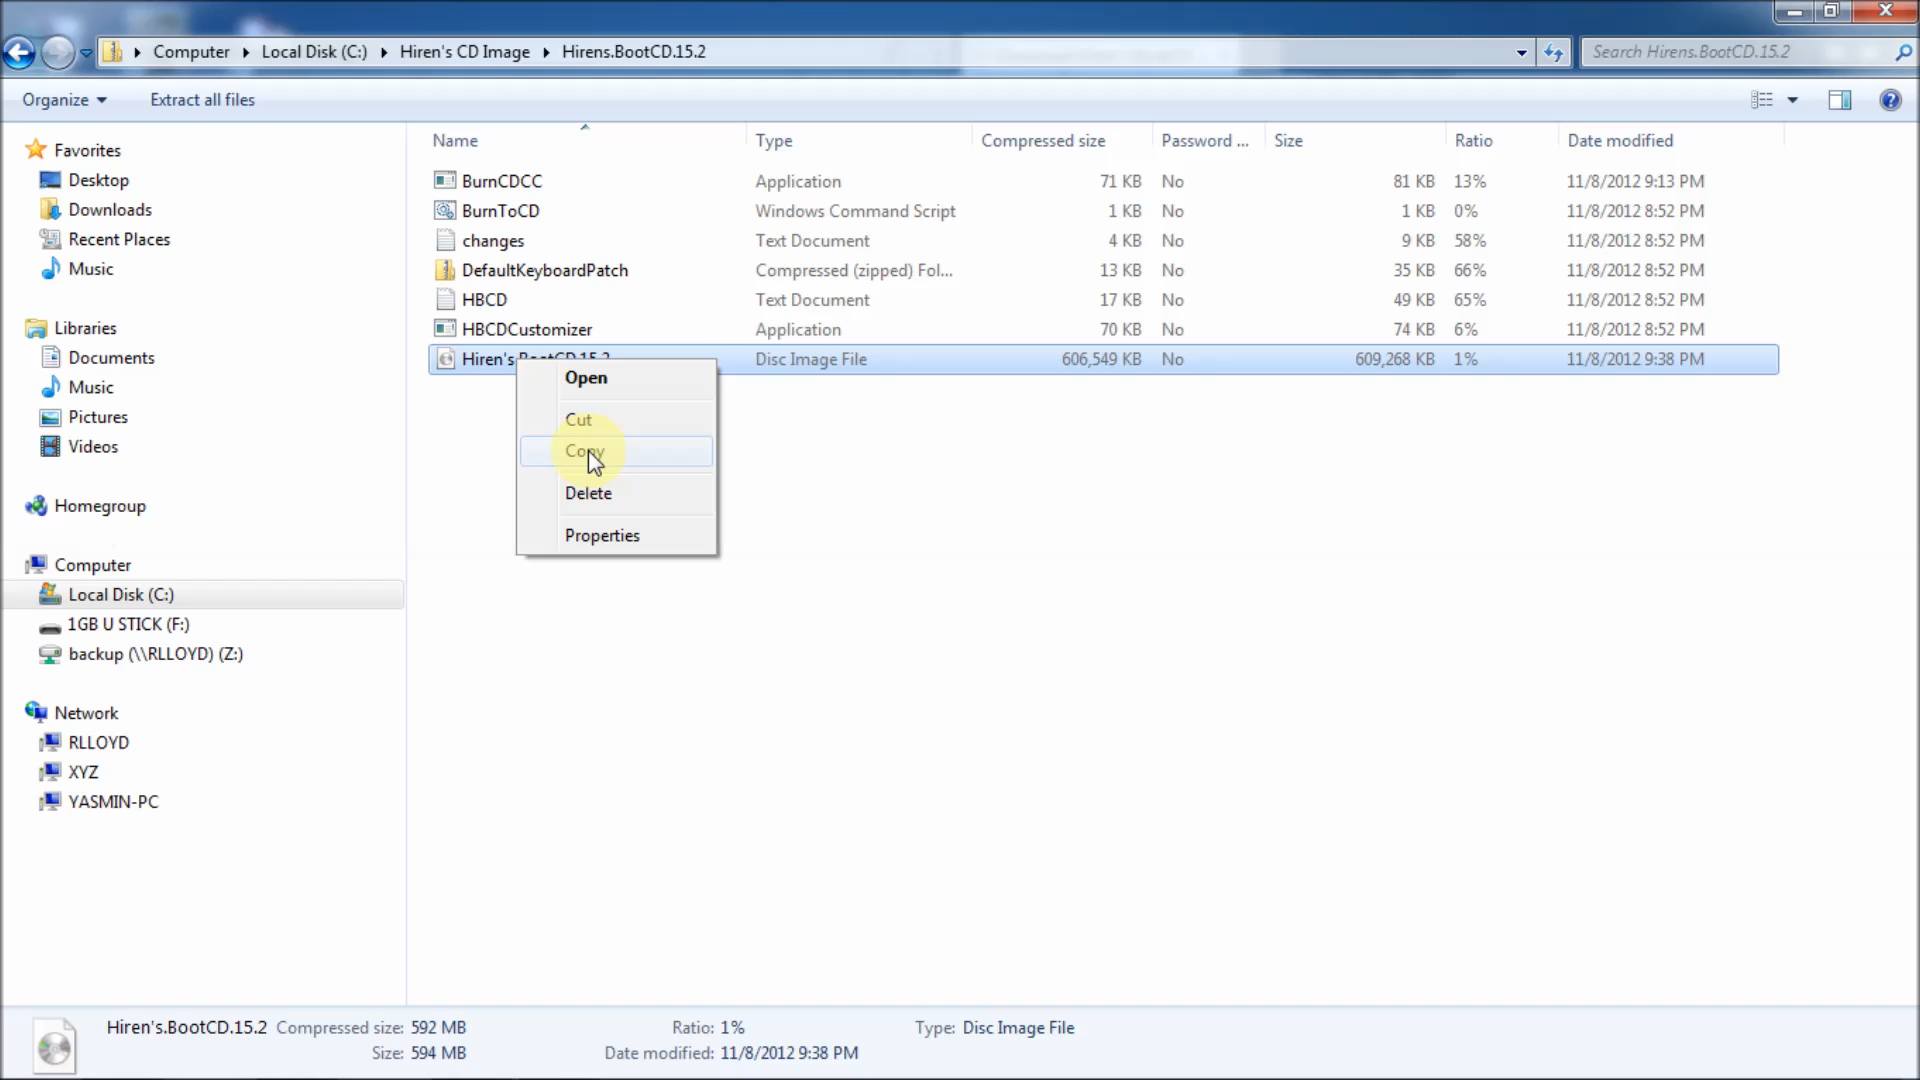 Computer Local Disk (C:) Hiren's CD Image Hirens.BootCD.15.2 Search Hirens.BootCD.15.2
Organize Extract all files
Name Type Compressed size Password ... Size Ratio Date modified
BurnCDCC Application 71 KB No 81 KB 13% 11/8/2012 9:13 PM
BurnToCD Windows Command Script 1 KB No 1 KB 0% 11/8/2012 8:52 PM
changes Text Document 4 KB No 9 KB 58% 11/8/2012 8:52 PM
DefaultKeyboardPatch Compressed (zipped) Fol... 13 KB No 35 KB 66% 11/8/2012 8:52 PM
HBCD Text Document 17 KB No 49 KB 65% 11/8/2012 8:52 PM
HBCDCustomizer Application 70 KB No 74 KB 6% 11/8/2012 8:52 PM
Hiren's.BootCD.15.2 Disc Image File 606,549 KB No 609,268 KB 1% 11/8/2012 9:38 PM
Open
Cut
Copy
Delete
Properties
Favorites
Desktop
Downloads
Recent Places
Music
Libraries
Documents
Music
Pictures
Videos
Homegroup
Computer
Local Disk (C:)
1GB U STICK (F:)
backup (\\RLLOYD) (Z:)
Network
RLLOYD
XYZ
YASMIN-PC
Hiren's.BootCD.15.2 Compressed size: 592 MB Ratio: 1% Type: Disc Image File
Size: 594 MB Date modified: 11/8/2012 9:38 PM